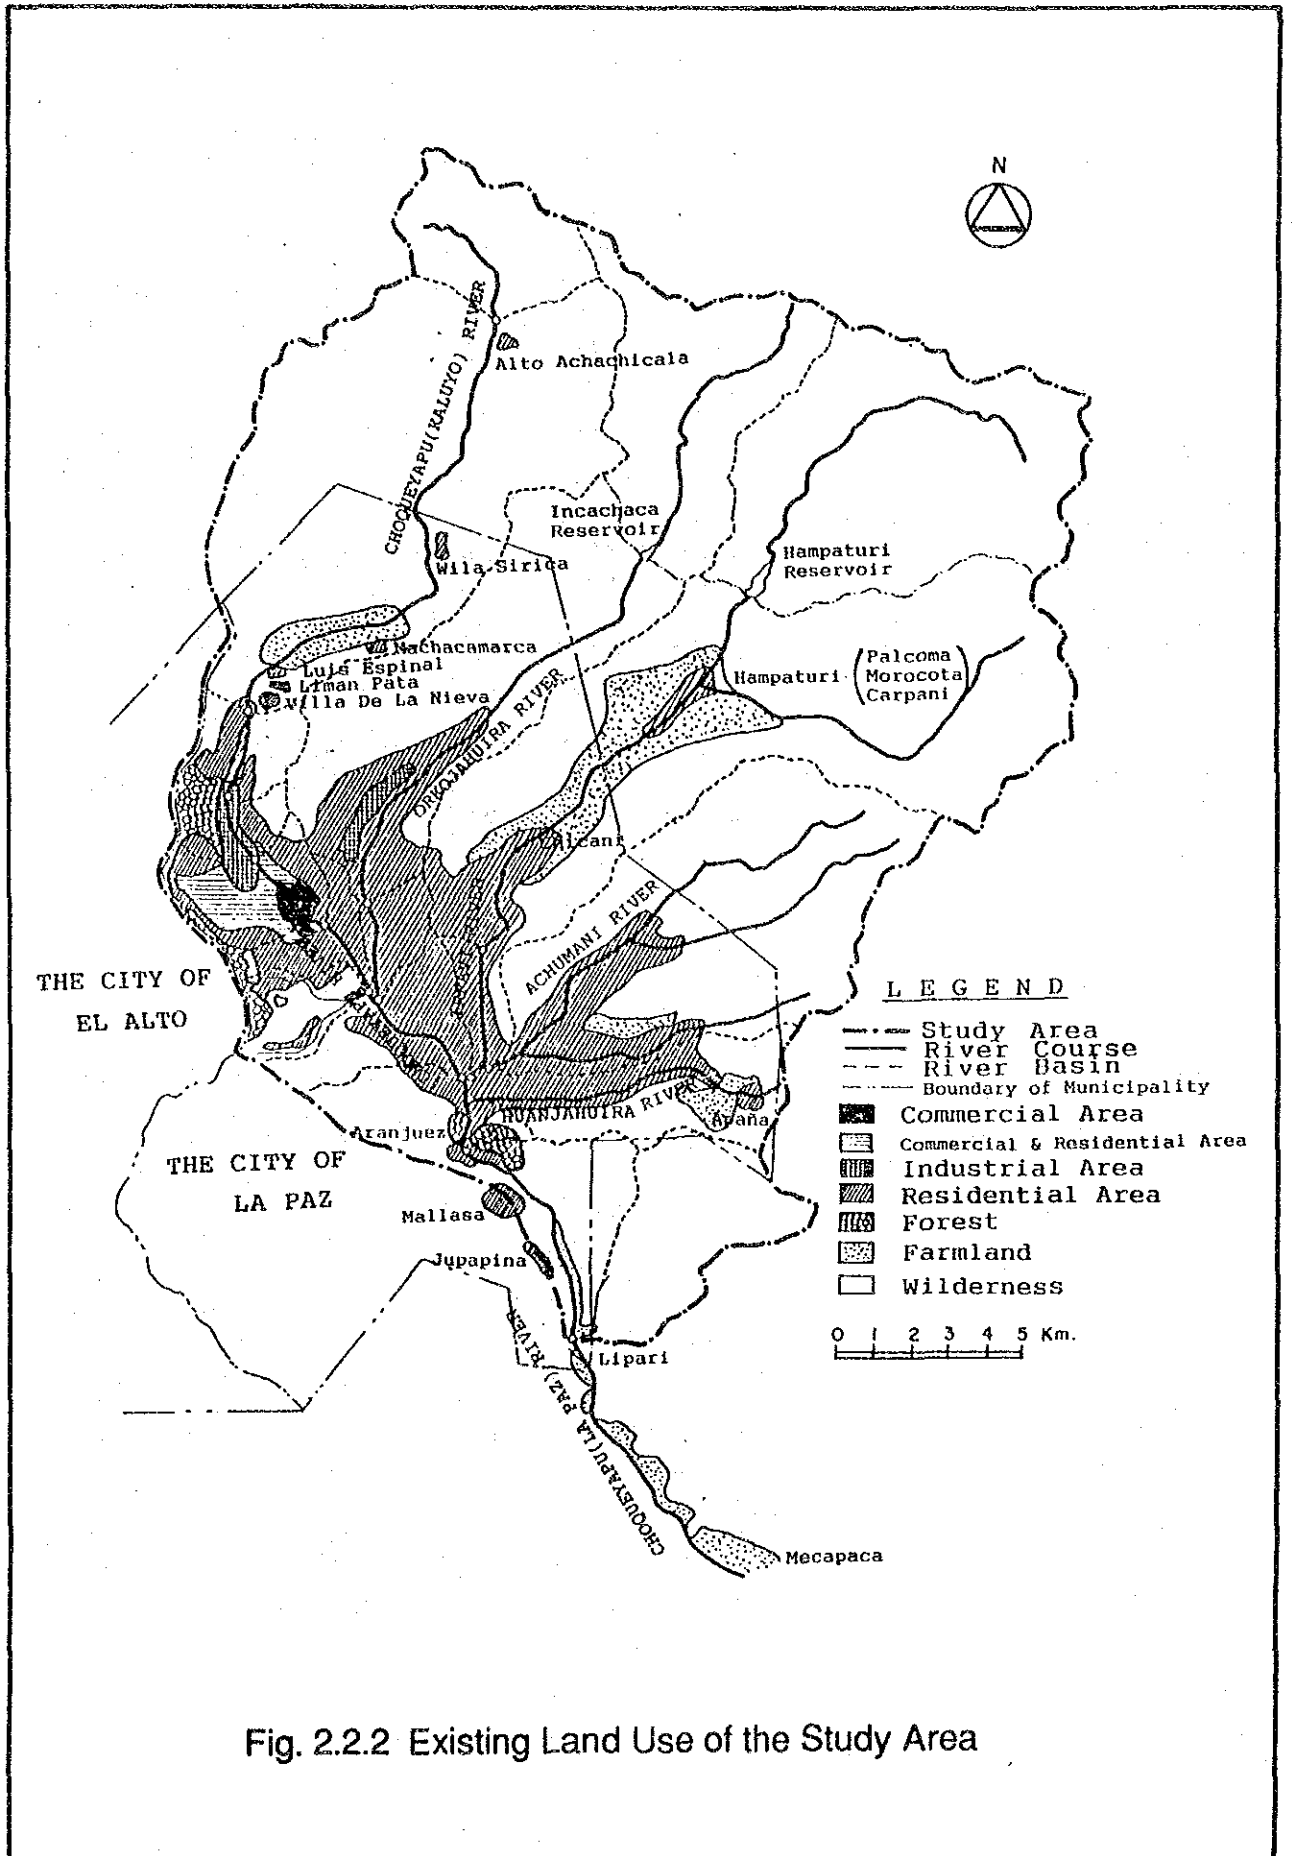 N
CHOQUEYAPU(KALUYO) RIVER
Alto Achachicala
Incachaca
Reservoir
Wila Sirica
Hampaturi
Reservoir
Machacamarca
Luis Espinal
Liman Pata
Villa De La Nieva
Hampaturi
Palcoma
Morocota
Carpani
ORKOJAHUIRA RIVER
Chicani
ACHUMANI RIVER
THE CITY OF
EL ALTO
LEGEND
Study Area
River Course
River Basin
Boundary of Municipality
Commercial Area
Commercial & Residential Area
Industrial Area
Residential Area
Forest
Farmland
Wilderness
0 1 2 3 4 5 Km.
HUANJAHUIRA RIVER
Apaña
Aranjuez
THE CITY OF
LA PAZ
Mallasa
Jupapina
Lipari
CHOQUEYAPU(LA PAZ) RIVER
Mecapaca
Fig. 2.2.2 Existing Land Use of the Study Area